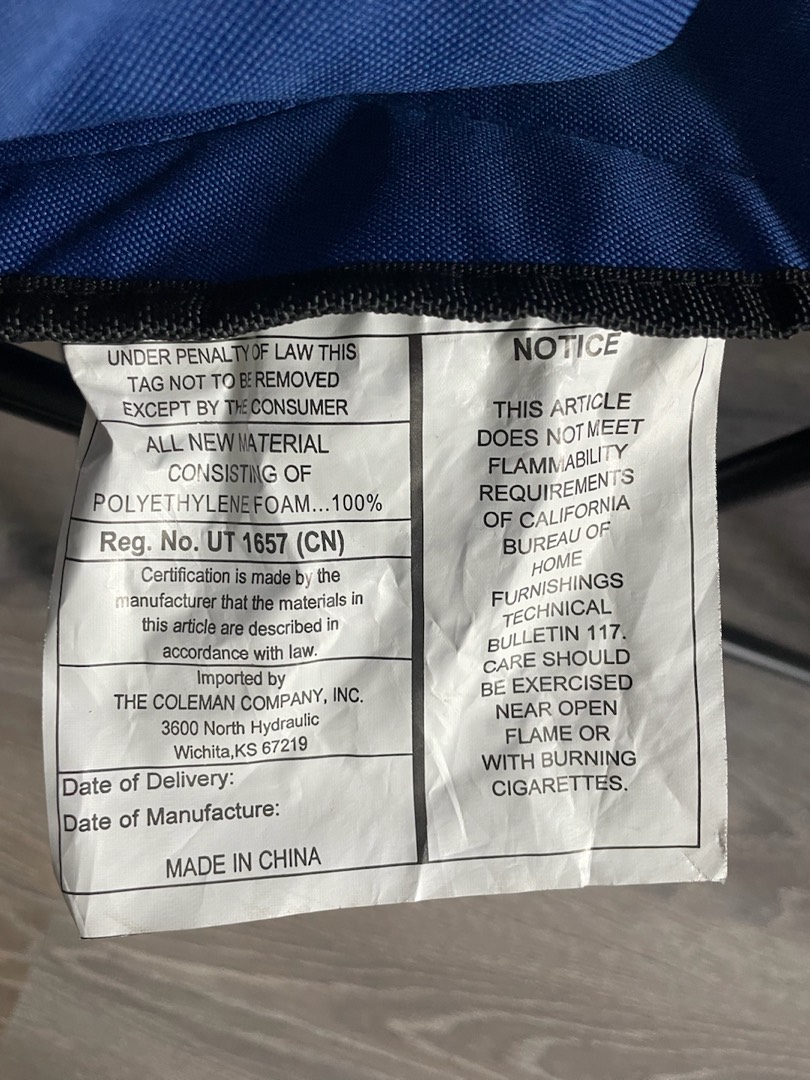 UNDER PENALTY OF LAW THIS
TAG NOT TO BE REMOVED
EXCEPT BY THE CONSUMER
ALL NEW MATERIAL
CONSISTING OF
POLYETHYLENE FOAM...100%
Reg. No. UT 1657 (CN)
Certification is made by the
manufacturer that the materials in
this article are described in
accordance with law.
Imported by
THE COLEMAN COMPANY, INC.
3600 North Hydraulic
Wichita,KS 67219
Date of Delivery:
Date of Manufacture:
MADE IN CHINA
NOTICE
THIS ARTICLE
DOES NOT MEET
FLAMMABILITY
REQUIREMENTS
OF CALIFORNIA
BUREAU OF
HOME
FURNISHINGS
TECHNICAL
BULLETIN 117.
CARE SHOULD
BE EXERCISED
NEAR OPEN
FLAME OR
WITH BURNING
CIGARETTES.